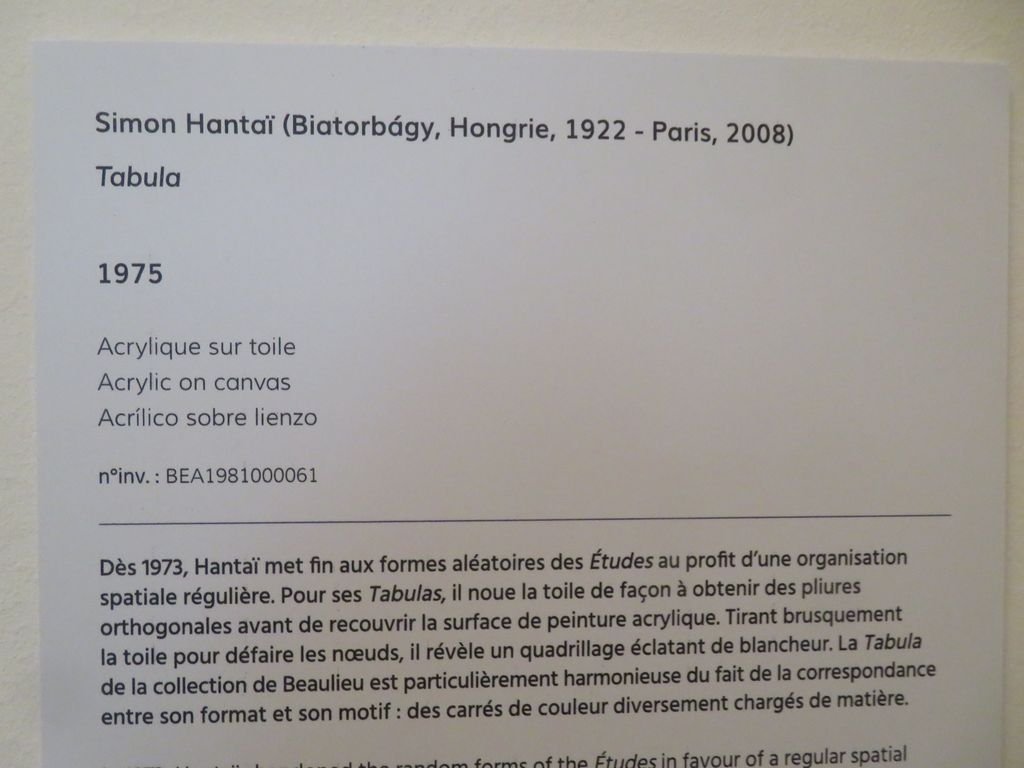 Simon Hantaï (Biatorbágy, Hongrie, 1922 - Paris, 2008)
Tabula
1975
Acrylique sur toile
Acrylic on canvas
Acrílico sobre lienzo
n°inv. : BEA1981000061
Dès 1973, Hantaï met fin aux formes aléatoires des Études au profit d'une organisation
spatiale régulière. Pour ses Tabulas, il noue la toile de façon à obtenir des pliures
orthogonales avant de recouvrir la surface de peinture acrylique. Tirant brusquement
la toile pour défaire les nœuds, il révèle un quadrillage éclatant de blancheur. La Tabula
de la collection de Beaulieu est particulièrement harmonieuse du fait de la correspondance
entre son format et son motif : des carrés de couleur diversement chargés de matière.
the random forms of the Études in favour of a regular spatial